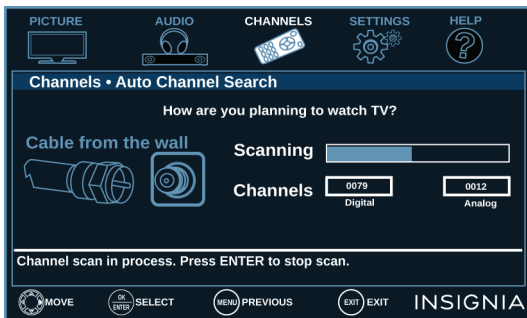 PICTURE AUDIO CHANNELS SETTINGS HELP
Channels • Auto Channel Search
How are you planning to watch TV?
Cable from the wall
Scanning
Channels 0079 0012
Digital Analog
Channel scan in process. Press ENTER to stop scan.
MOVE OK ENTER SELECT MENU PREVIOUS EXIT EXIT INSIGNIA